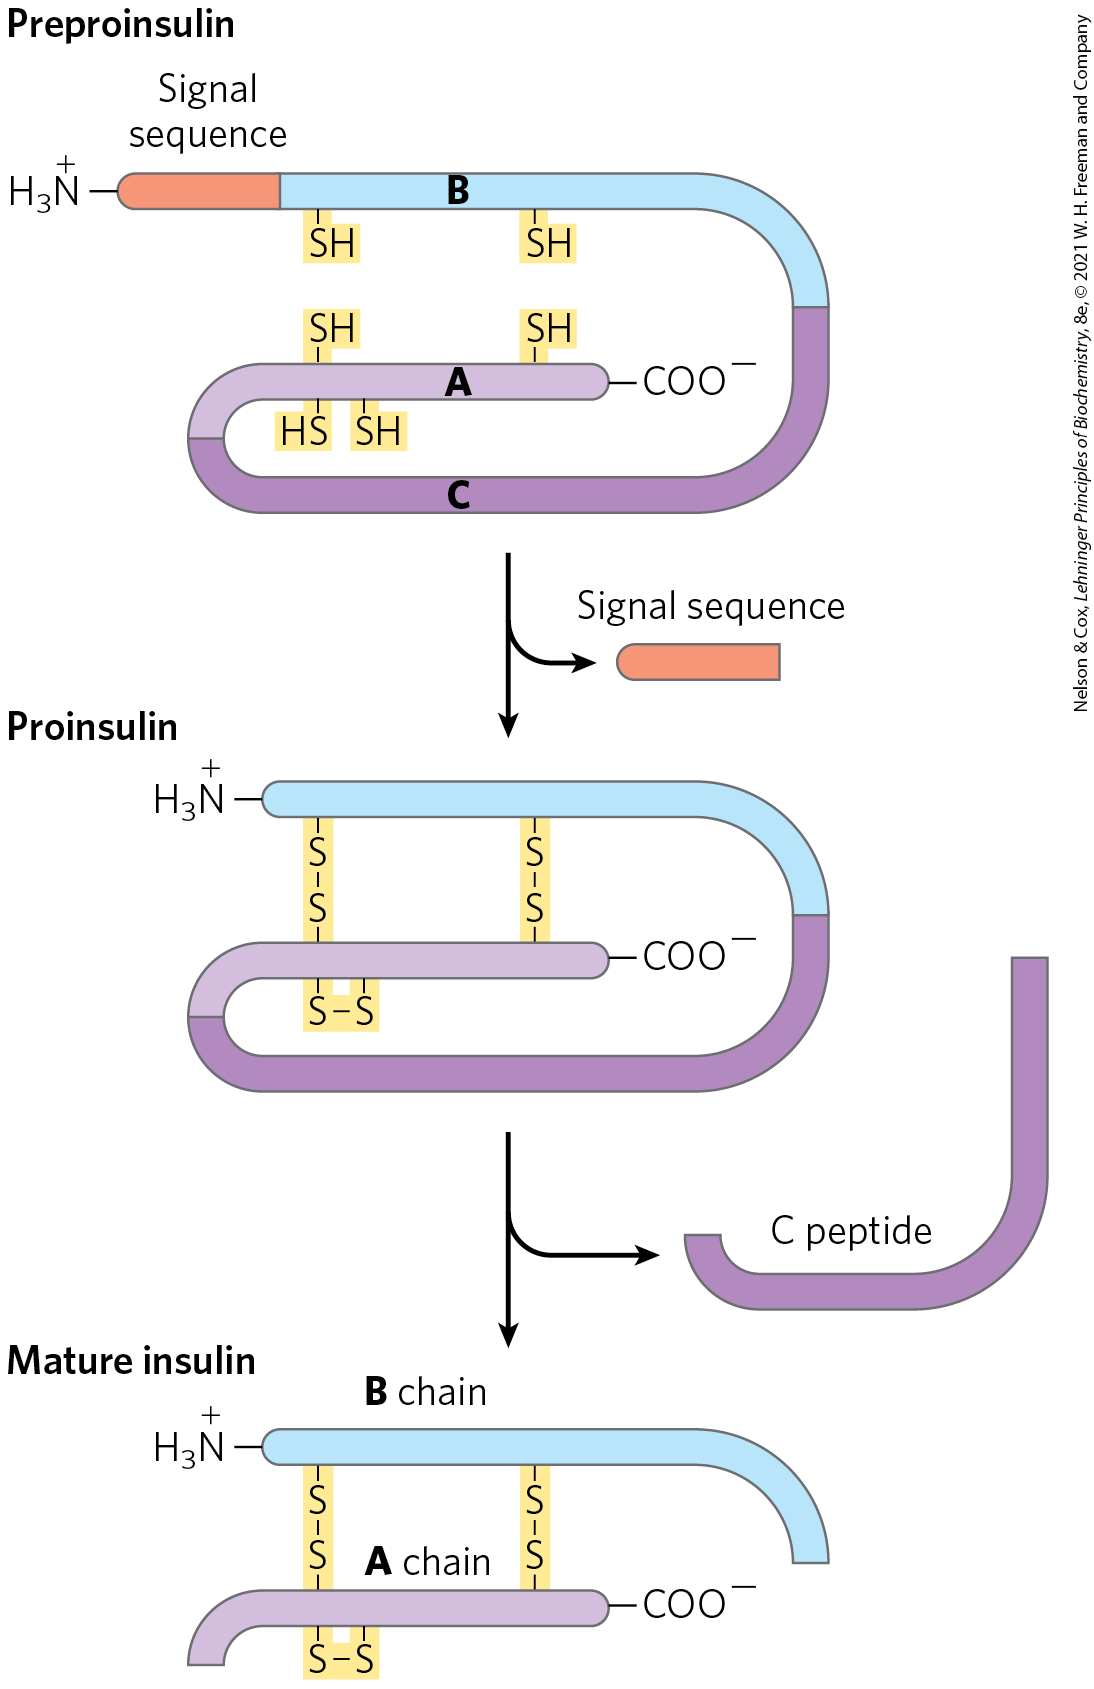 Preproinsulin
Signal
sequence
H₃N⁺
B
SH SH
SH SH
A
COO⁻
HS SH
C
Signal sequence
Proinsulin
H₃N⁺
S S
S S
COO⁻
S–S
C peptide
Mature insulin
B chain
H₃N⁺
S S
S S
A chain
COO⁻
S–S
Nelson & Cox, Lehninger Principles of Biochemistry, 8e, © 2021 W. H. Freeman and Company